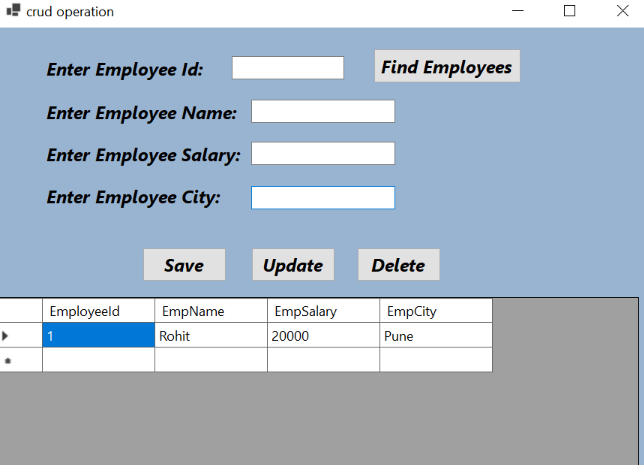 crud operation
Enter Employee Id:
Find Employees
Enter Employee Name:
Enter Employee Salary:
Enter Employee City:
Save Update Delete
EmployeeId EmpName EmpSalary EmpCity
1 Rohit 20000 Pune